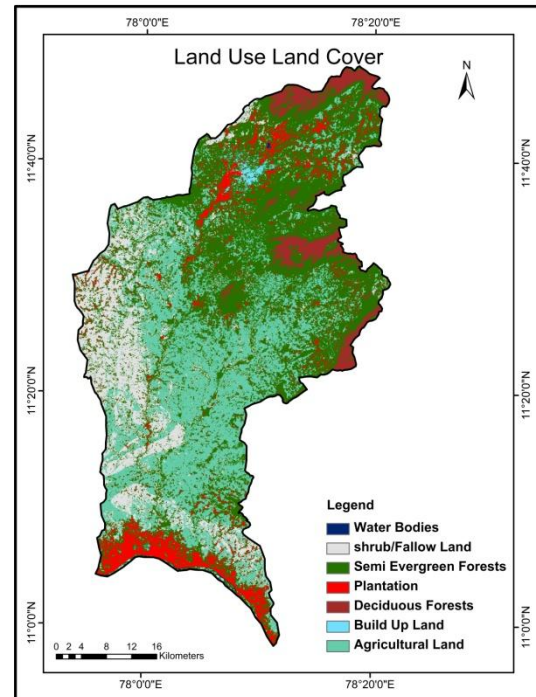 78°0'0"E 78°20'0"E
Land Use Land Cover
N
11°40'0"N 11°40'0"N
11°20'0"N 11°20'0"N
Legend
Water Bodies
shrub/Fallow Land
Semi Evergreen Forests
Plantation
Deciduous Forests
Build Up Land
Agricultural Land
11°0'0"N 11°0'0"N
0 2 4 8 12 16
Kilometers
78°0'0"E 78°20'0"E